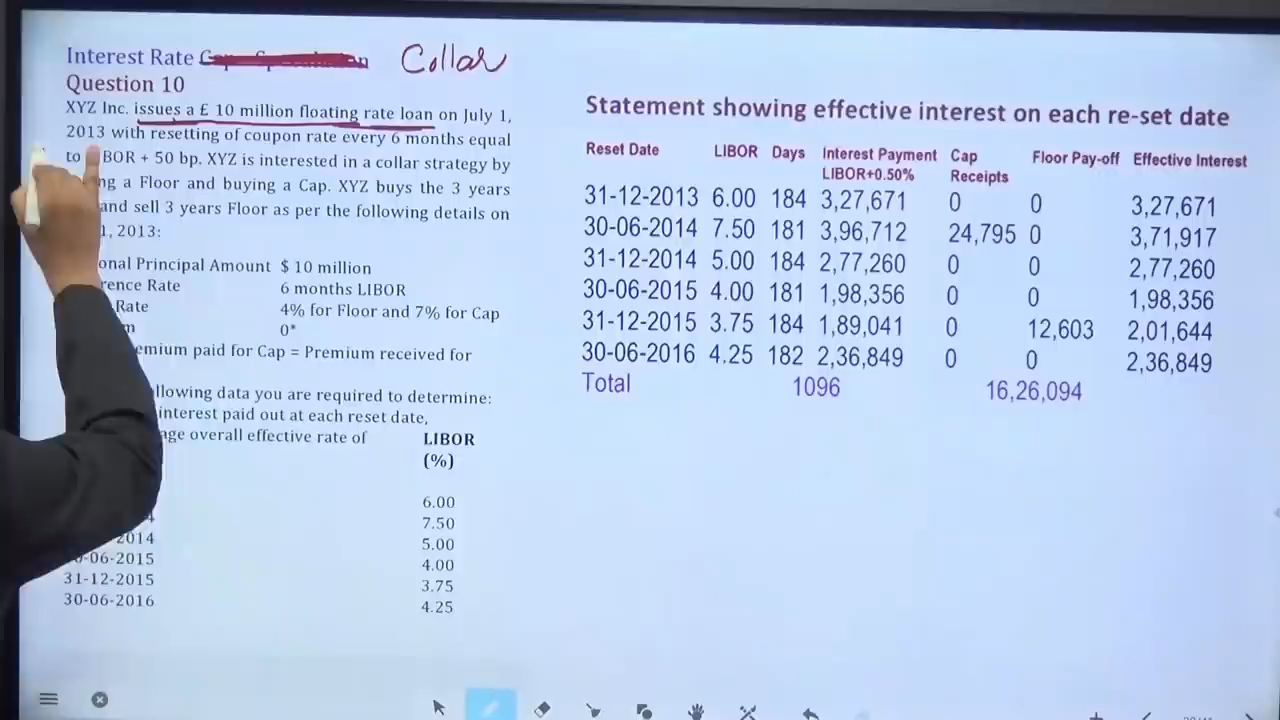 Interest Rate Collar
Question 10
XYZ Inc. issues a £ 10 million floating rate loan on July 1,
2013 with resetting of coupon rate every 6 months equal
to BOR + 50 bp. XYZ is interested in a collar strategy by
ng a Floor and buying a Cap. XYZ buys the 3 years
and sell 3 years Floor as per the following details on
1, 2013:
onal Principal Amount $ 10 million
rence Rate 6 months LIBOR
Rate 4% for Floor and 7% for Cap
m 0*
emium paid for Cap = Premium received for
llowing data you are required to determine:
interest paid out at each reset date,
age overall effective rate of
LIBOR
(%)
6.00
7.50
2014 5.00
-06-2015 4.00
31-12-2015 3.75
30-06-2016 4.25
Statement showing effective interest on each re-set date
Reset Date LIBOR Days Interest Payment Cap Floor Pay-off Effective Interest
LIBOR+0.50% Receipts
31-12-2013 6.00 184 3,27,671 0 0 3,27,671
30-06-2014 7.50 181 3,96,712 24,795 0 3,71,917
31-12-2014 5.00 184 2,77,260 0 0 2,77,260
30-06-2015 4.00 181 1,98,356 0 0 1,98,356
31-12-2015 3.75 184 1,89,041 0 12,603 2,01,644
30-06-2016 4.25 182 2,36,849 0 0 2,36,849
Total 1096 16,26,094